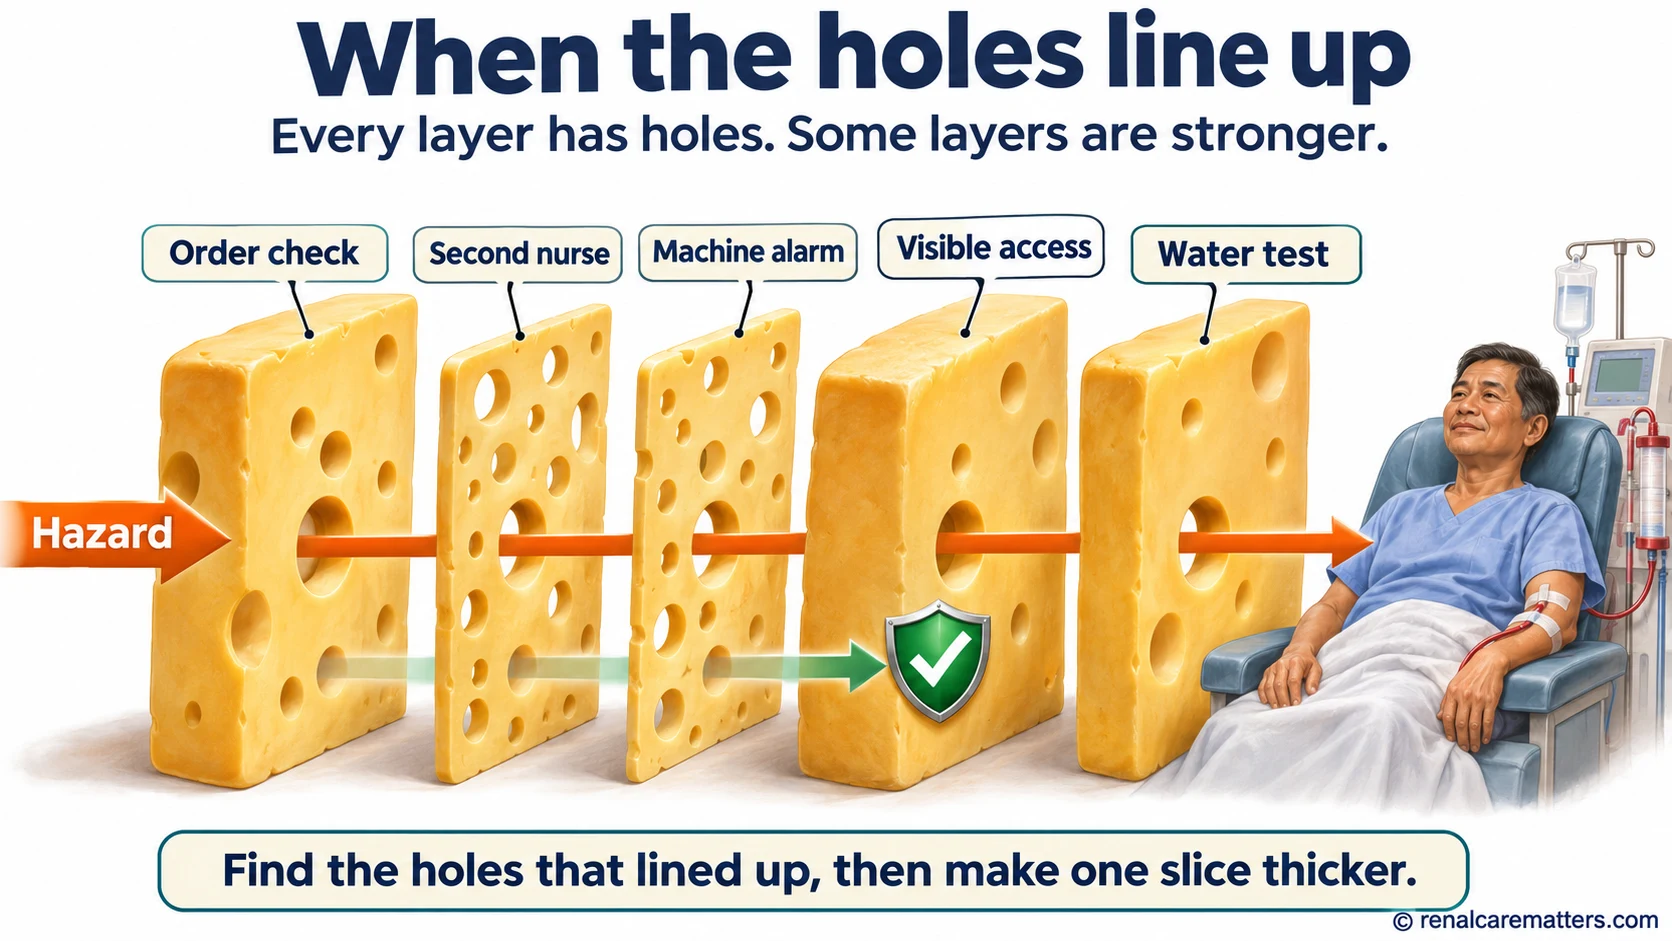 When the holes line up
Every layer has holes. Some layers are stronger.
Order check
Second nurse
Machine alarm
Visible access
Water test
Hazard
Find the holes that lined up, then make one slice thicker.
© renalcarematters.com